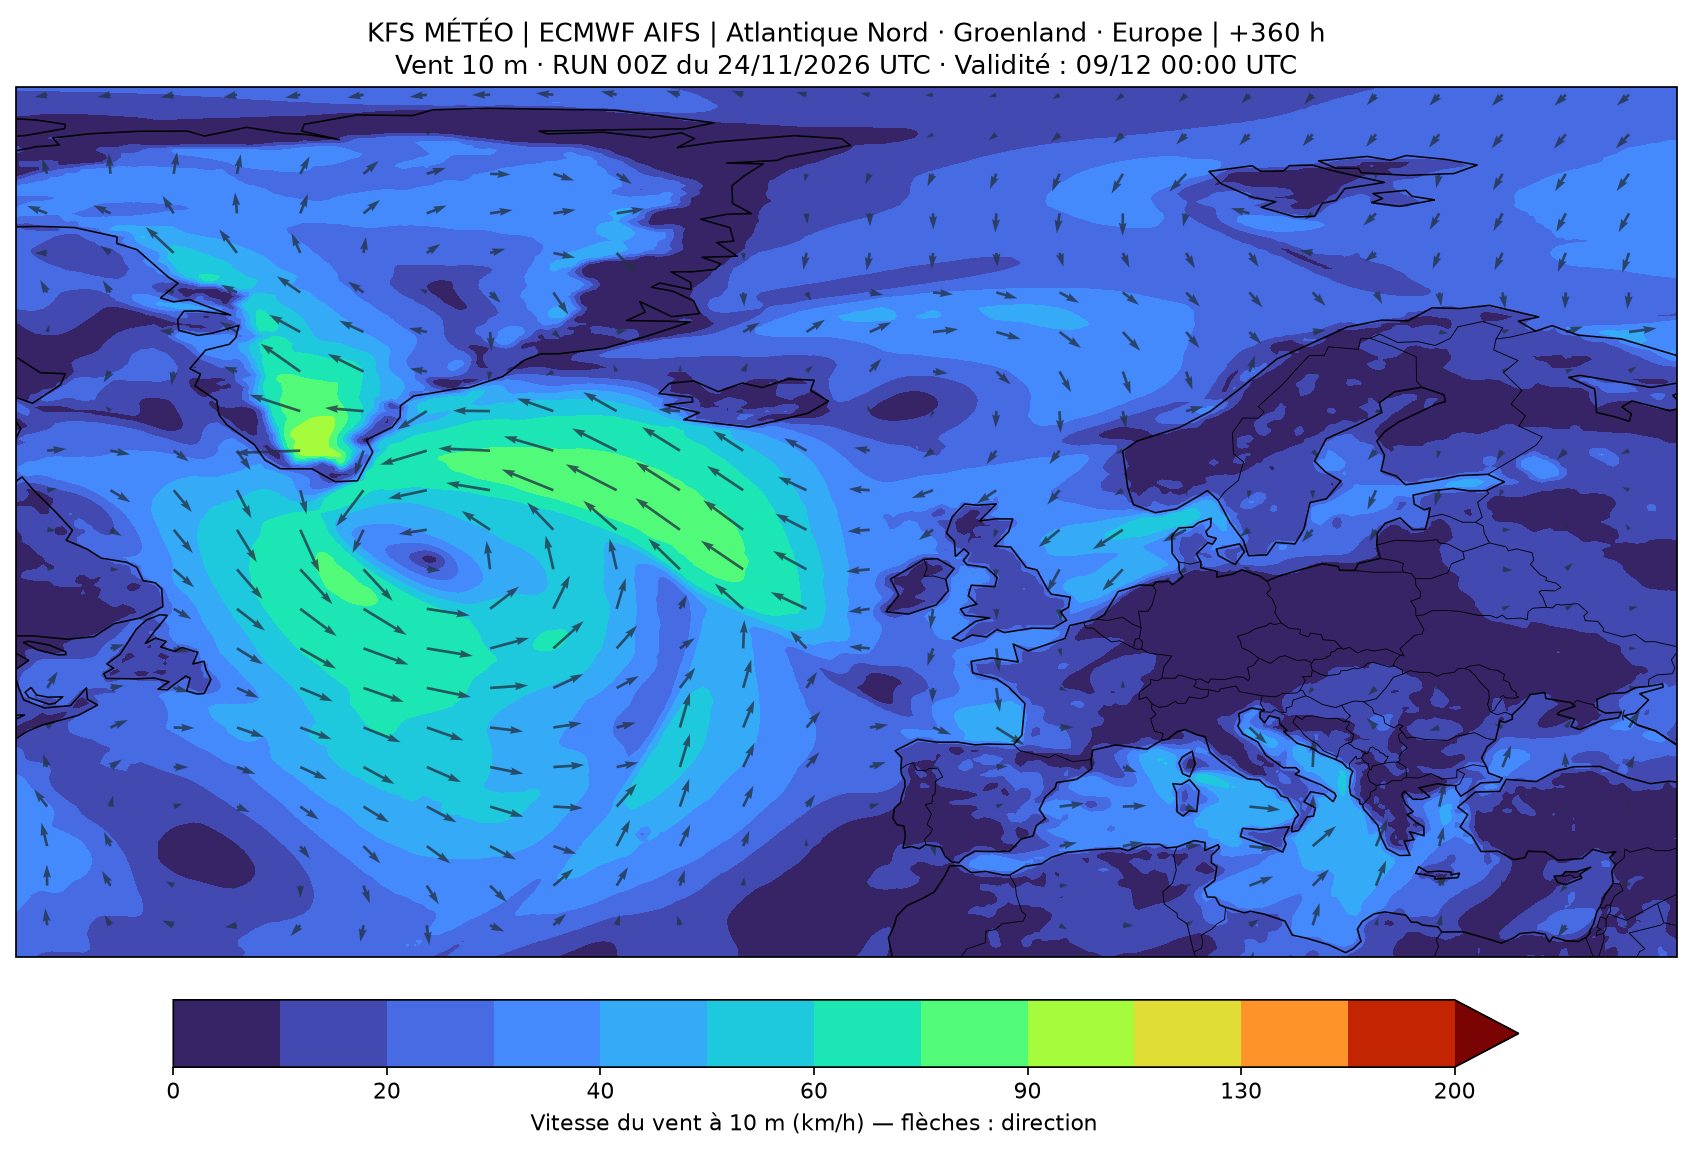 KFS MÉTÉO | ECMWF AIFS | Atlantique Nord · Groenland · Europe | +360 h
Vent 10 m · RUN 00Z du 24/11/2026 UTC · Validité : 09/12 00:00 UTC
0 20 40 60 90 130 200
Vitesse du vent à 10 m (km/h) — flèches : direction